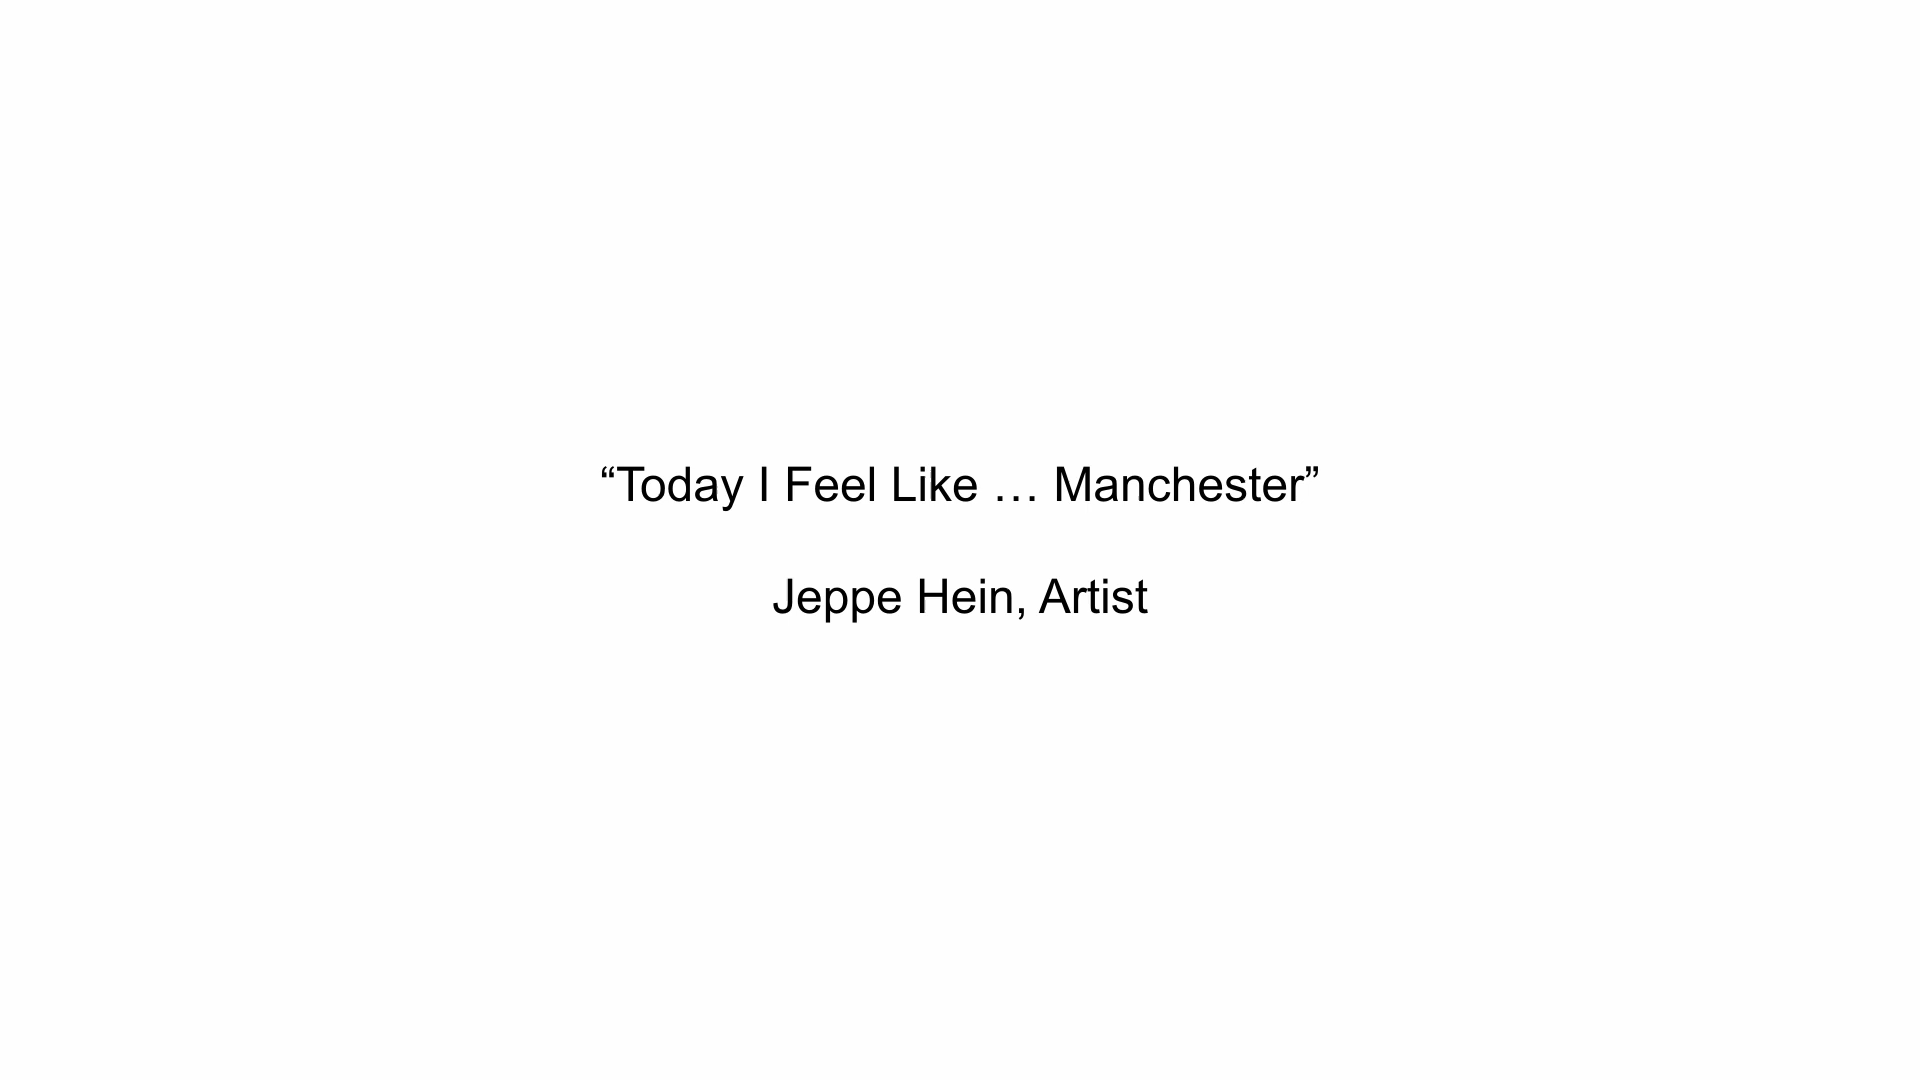 “Today I Feel Like … Manchester”
Jeppe Hein, Artist